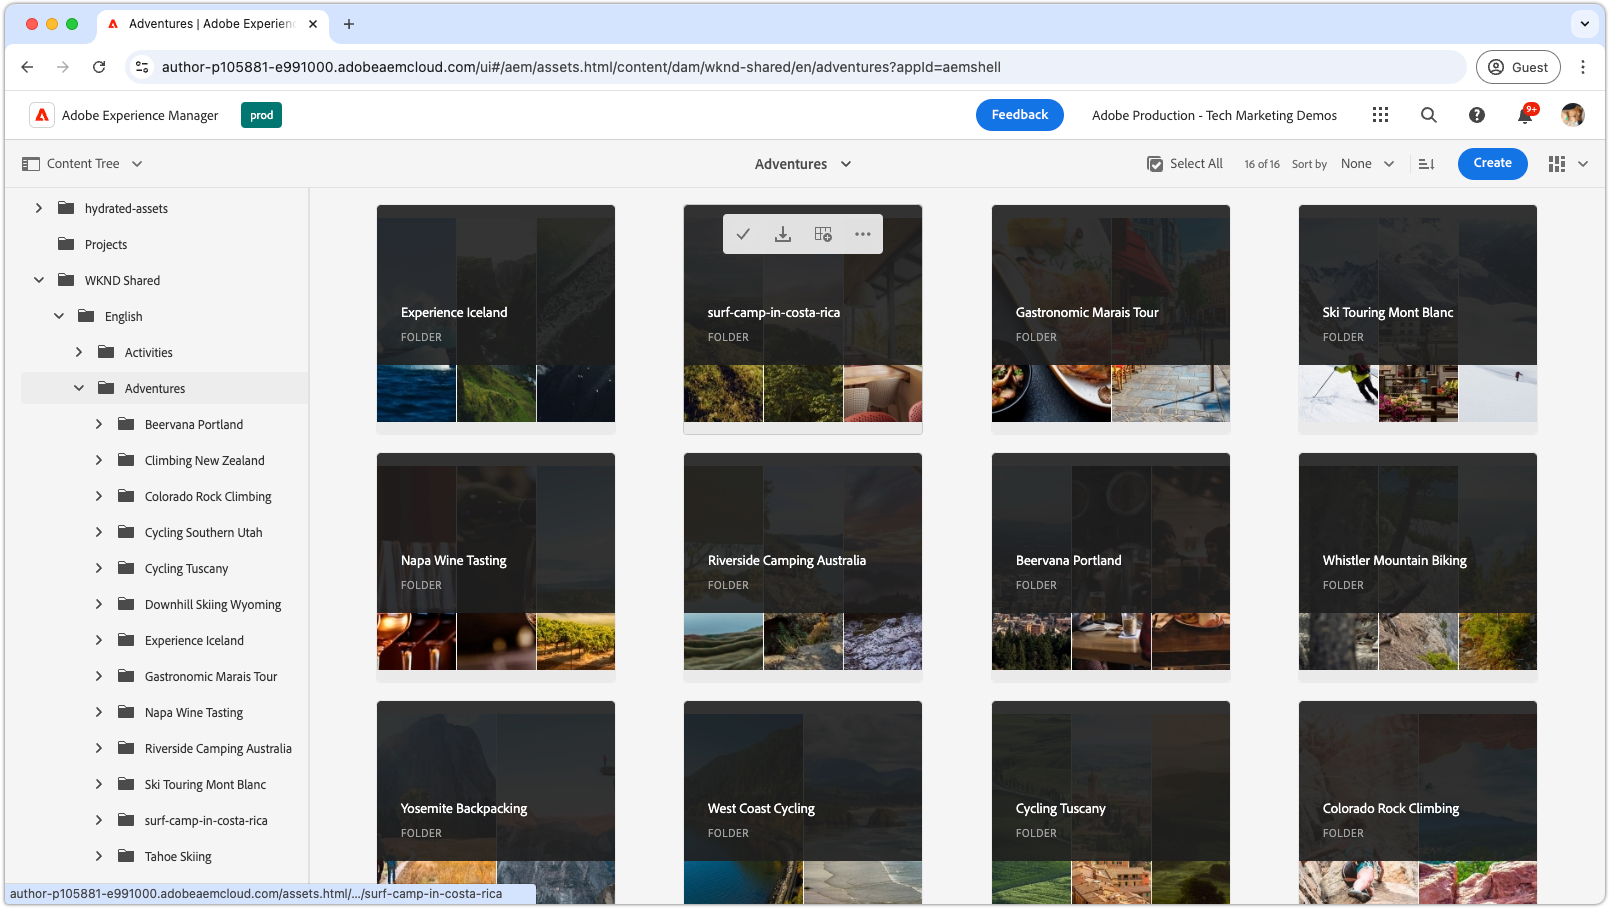 Adventures | Adobe Experienc
author-p105881-e991000.adobeaemcloud.com/ui#/aem/assets.html/content/dam/wknd-shared/en/adventures?appId=aemshell
Guest
Adobe Experience Manager
prod
Feedback
Adobe Production - Tech Marketing Demos
9+
Content Tree
Adventures
Select All
16 of 16
Sort by
None
Create
hydrated-assets
Projects
WKND Shared
English
Activities
Adventures
Beervana Portland
Climbing New Zealand
Colorado Rock Climbing
Cycling Southern Utah
Cycling Tuscany
Downhill Skiing Wyoming
Experience Iceland
Gastronomic Marais Tour
Napa Wine Tasting
Riverside Camping Australia
Ski Touring Mont Blanc
surf-camp-in-costa-rica
Tahoe Skiing
Experience Iceland
FOLDER
surf-camp-in-costa-rica
FOLDER
Gastronomic Marais Tour
FOLDER
Ski Touring Mont Blanc
FOLDER
Napa Wine Tasting
FOLDER
Riverside Camping Australia
FOLDER
Beervana Portland
FOLDER
Whistler Mountain Biking
FOLDER
Yosemite Backpacking
FOLDER
West Coast Cycling
FOLDER
Cycling Tuscany
FOLDER
Colorado Rock Climbing
FOLDER
author-p105881-e991000.adobeaemcloud.com/assets.html/.../surf-camp-in-costa-rica